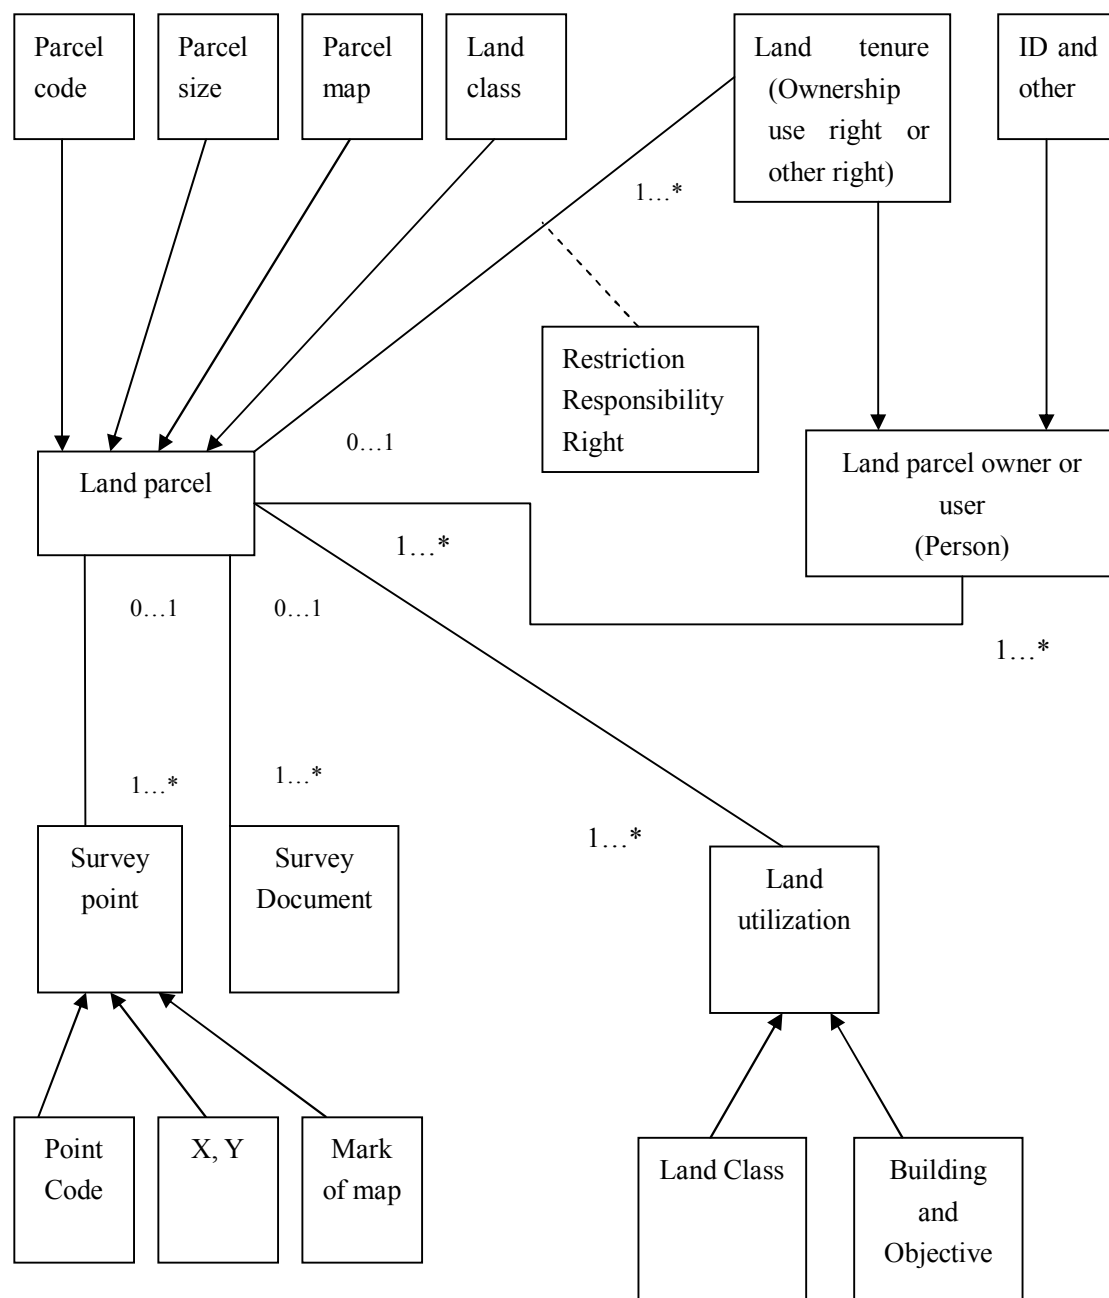 Parcel
code
Parcel
size
Parcel
map
Land
class
Land tenure
(Ownership
use right or
other right)
ID and
other
1…*
Restriction
Responsibility
Right
0…1
Land parcel
Land parcel owner or
user
(Person)
1…*
0…1
0…1
1…*
1…*
1…*
1…*
Survey
point
Survey
Document
Land
utilization
Point
Code
X, Y
Mark
of map
Land Class
Building
and
Objective